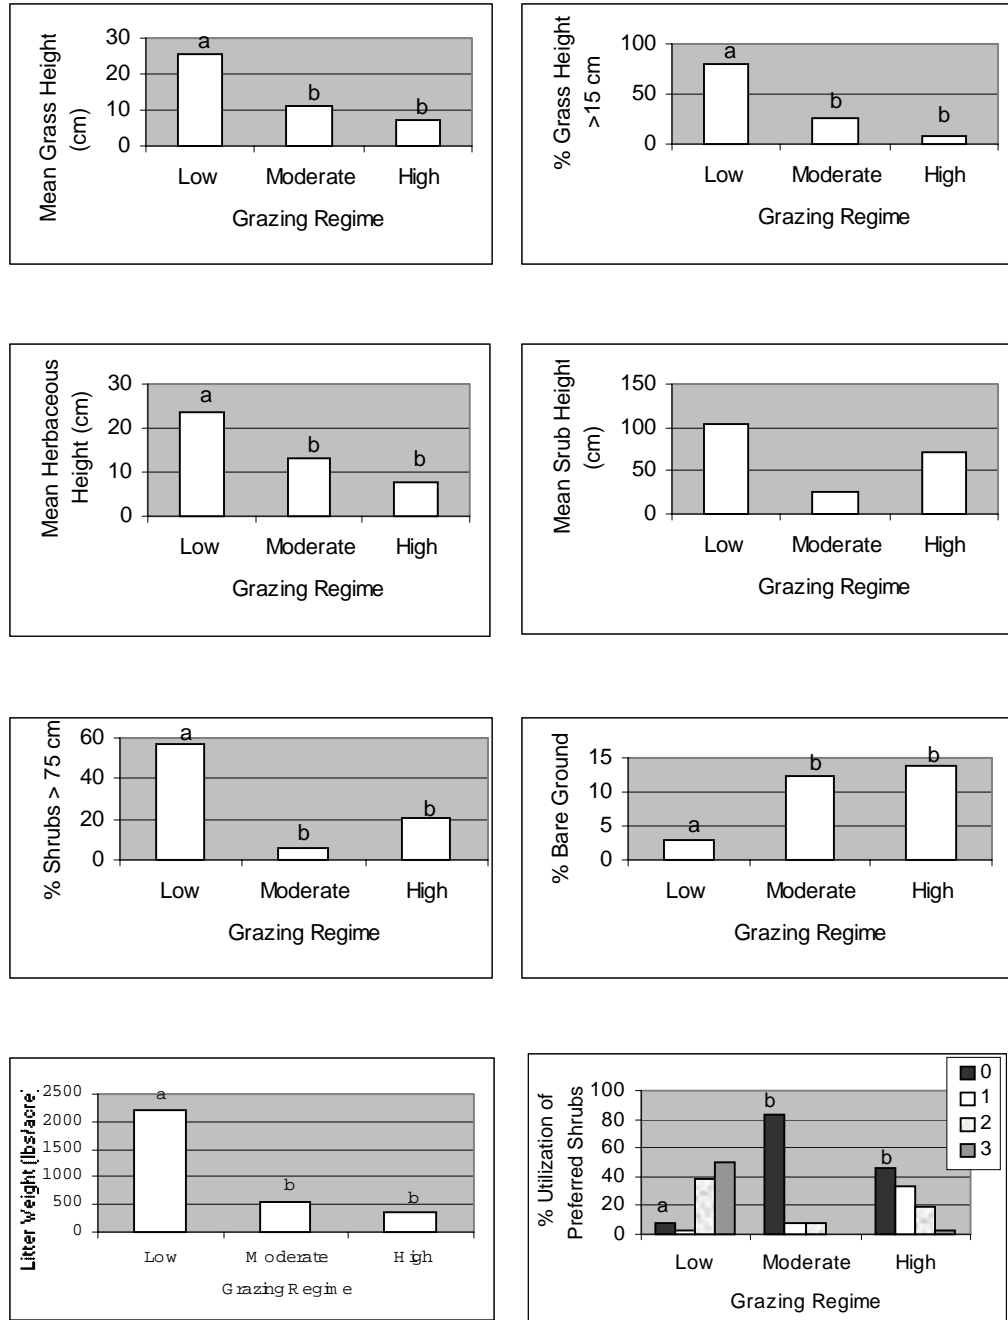 Mean Grass Height
(cm)
30
20
10
0
a
b
b
Low Moderate High
Grazing Regime
% Grass Height
>15 cm
100
50
0
a
b
b
Low Moderate High
Grazing Regime
Mean Herbaceous
Height (cm)
30
20
10
0
a
b
b
Low Moderate High
Grazing Regime
Mean Srub Height
(cm)
150
100
50
0
Low Moderate High
Grazing Regime
% Shrubs > 75 cm
60
40
20
0
a
b
b
Low Moderate High
Grazing Regime
% Bare Ground
15
10
5
0
a
b
b
Low Moderate High
Grazing Regime
Litter Weight (lbs/acre)
2500
2000
1500
1000
500
0
a
b
b
Low Moderate High
Grazing Regime
% Utilization of
Preferred Shrubs
100
80
60
40
20
0
a
b
b
Low Moderate High
Grazing Regime
0
1
2
3